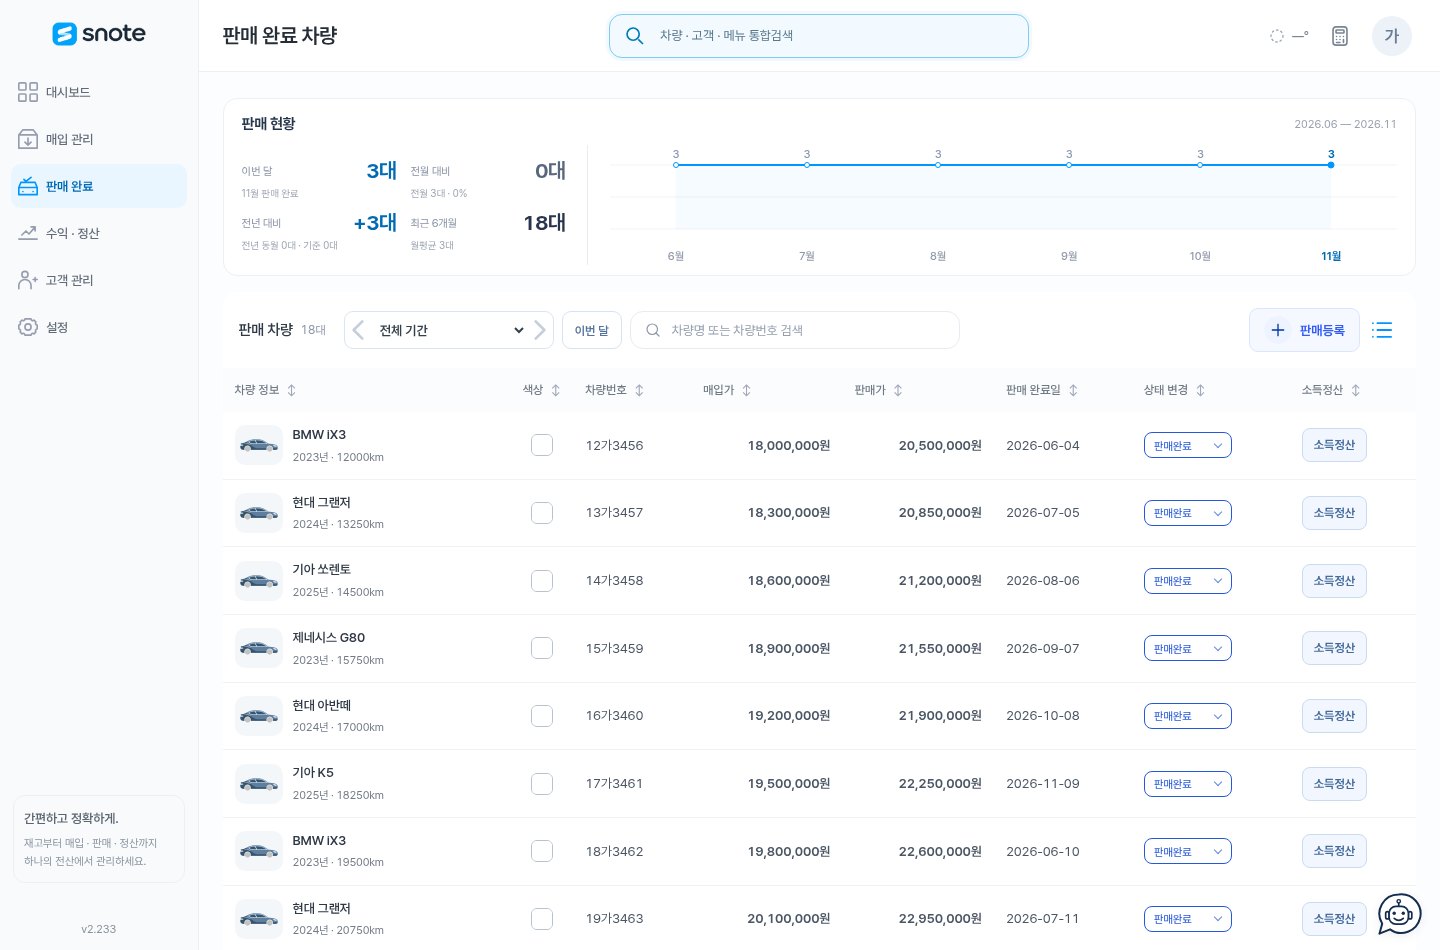 snote
판매 완료 차량
차량 · 고객 · 메뉴 통합검색
—°
가
대시보드
매입 관리
판매 완료
수익 · 정산
고객 관리
설정
간편하고 정확하게.
재고부터 매입 · 판매 · 정산까지
하나의 전산에서 관리하세요.
v2.233
판매 현황
2026.06 — 2026.11
이번 달 3대
11월 판매 완료
전월 대비 0대
전월 3대 · 0%
전년 대비 +3대
전년 동월 0대 · 기준 0대
최근 6개월 18대
월평균 3대
3 3 3 3 3 3
6월 7월 8월 9월 10월 11월
판매 차량 18대
전체 기간
이번 달
차량명 또는 차량번호 검색
판매등록
차량 정보 색상 차량번호 매입가 판매가 판매 완료일 상태 변경 소득정산
BMW iX3
2023년 · 12000km
12가3456 18,000,000원 20,500,000원 2026-06-04 판매완료 소득정산
현대 그랜저
2024년 · 13250km
13가3457 18,300,000원 20,850,000원 2026-07-05 판매완료 소득정산
기아 쏘렌토
2025년 · 14500km
14가3458 18,600,000원 21,200,000원 2026-08-06 판매완료 소득정산
제네시스 G80
2023년 · 15750km
15가3459 18,900,000원 21,550,000원 2026-09-07 판매완료 소득정산
현대 아반떼
2024년 · 17000km
16가3460 19,200,000원 21,900,000원 2026-10-08 판매완료 소득정산
기아 K5
2025년 · 18250km
17가3461 19,500,000원 22,250,000원 2026-11-09 판매완료 소득정산
BMW iX3
2023년 · 19500km
18가3462 19,800,000원 22,600,000원 2026-06-10 판매완료 소득정산
현대 그랜저
2024년 · 20750km
19가3463 20,100,000원 22,950,000원 2026-07-11 판매완료 소득정산